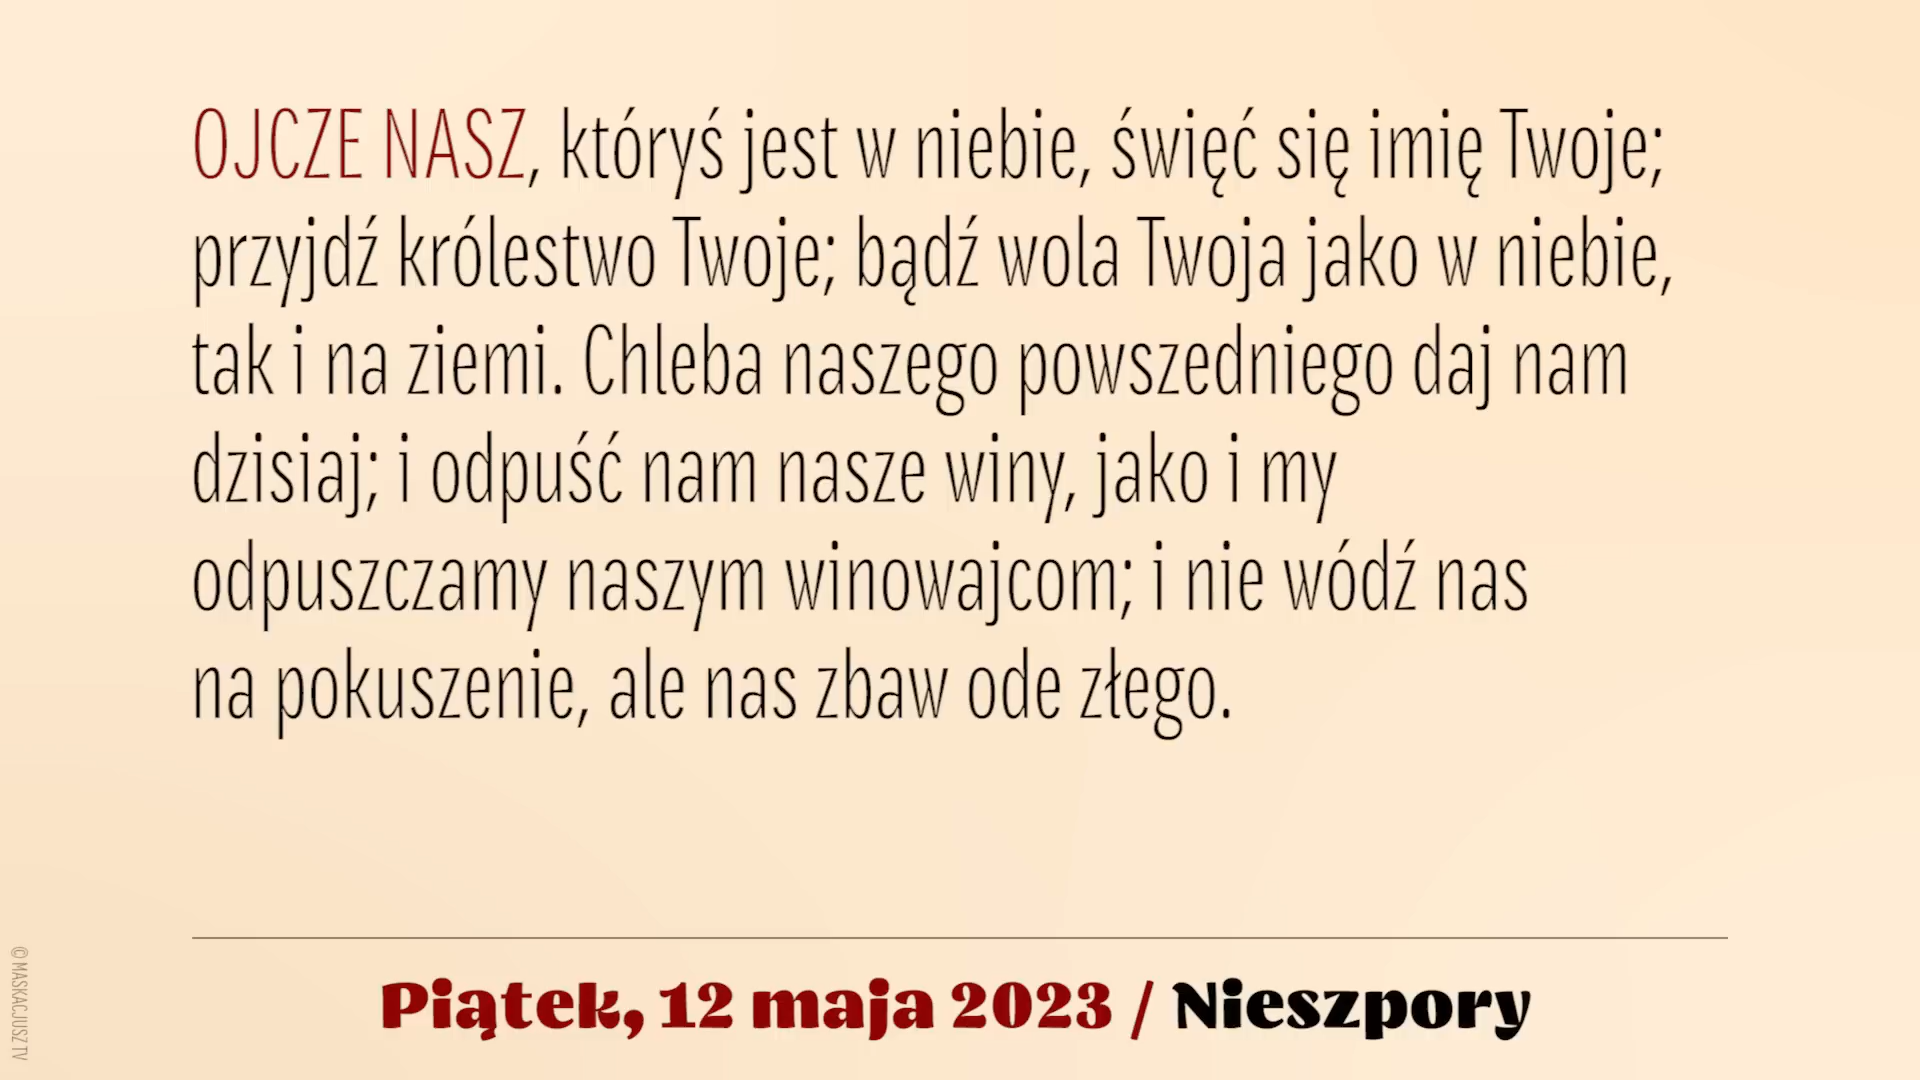 OJCZE NASZ, któryś jest w niebie, święć się imię Twoje;
przyjdź królestwo Twoje; bądź wola Twoja jako w niebie,
tak i na ziemi. Chleba naszego powszedniego daj nam
dzisiaj; i odpuść nam nasze winy, jako i my
odpuszczamy naszym winowajcom; i nie wódź nas
na pokuszenie, ale nas zbaw ode złego.
Piątek, 12 maja 2023 / Nieszpory
© MASKACJUSZ TV